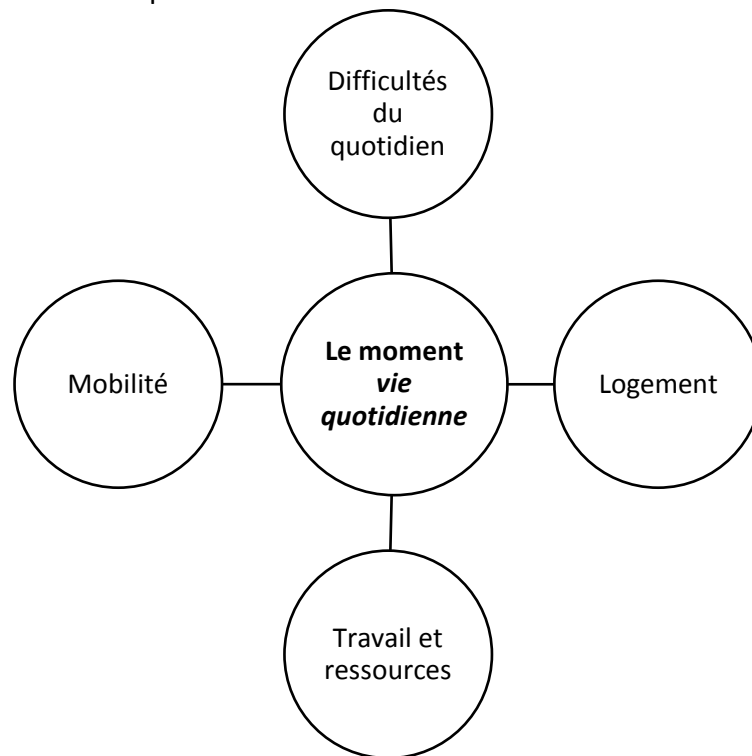 Difficultés
du
quotidien
Mobilité
Le moment
vie
quotidienne
Logement
Travail et
ressources